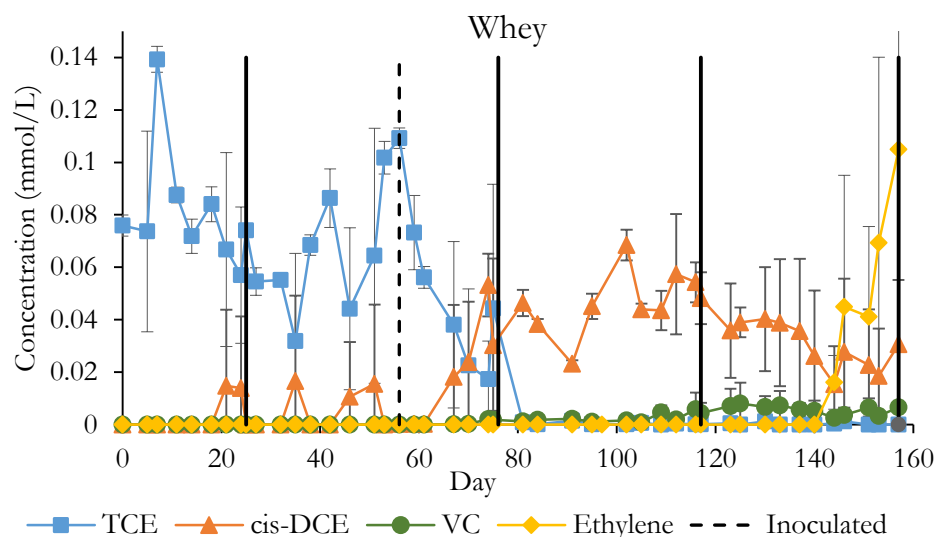 Whey
Concentration (mmol/L)
0.14
0.12
0.1
0.08
0.06
0.04
0.02
0
0 20 40 60 80 100 120 140 160
Day
TCE cis-DCE VC Ethylene Inoculated